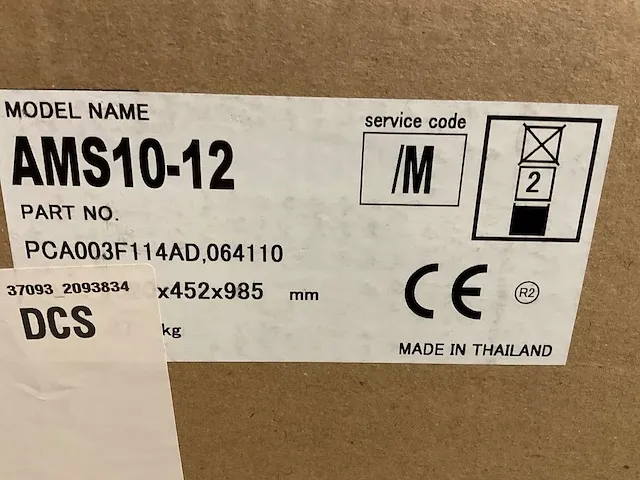 MODEL NAME
AMS10-12
service code
/M
2
PART NO.
PCA003F114AD,064110
x452x985 mm
kg
CE R2
MADE IN THAILAND
37093_2093834
DCS